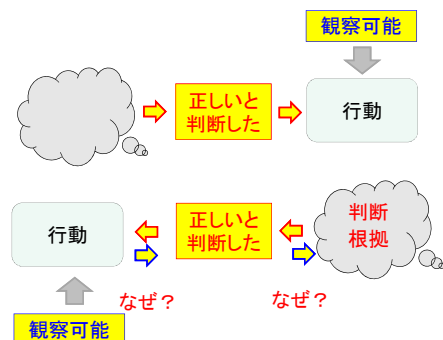 観察可能
正しいと
判断した
行動
行動
正しいと
判断した
判断
根拠
なぜ？
なぜ？
観察可能